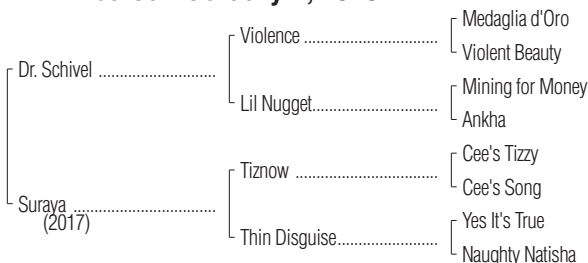 Medaglia d'Oro
Violence ..................................
Violent Beauty
Dr. Schivel ..............................
Mining for Money
Lil Nugget................................
Ankha
Cee's Tizzy
Tiznow ....................................
Cee's Song
Suraya ....................................
(2017)
Yes It's True
Thin Disguise..........................
Naughty Natisha